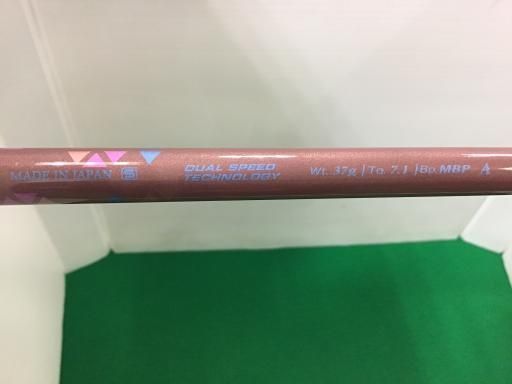 MADE IN JAPAN
DUAL SPEED
TECHNOLOGY
Wt. 37g | Tq. 7.1 | Bp. MBP A